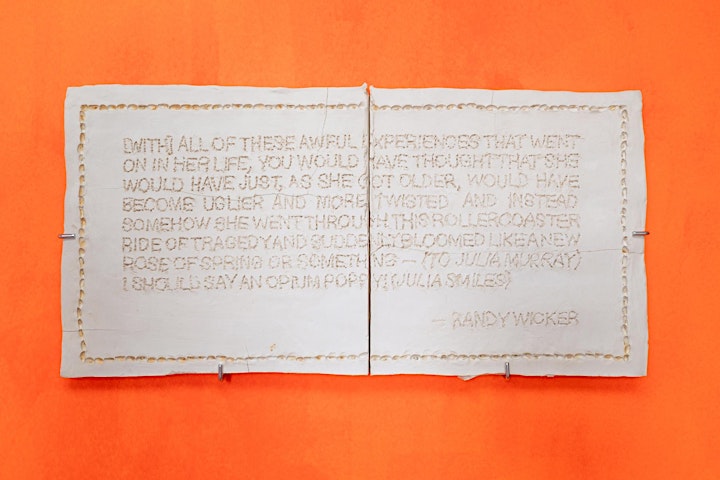 [WITH] ALL OF THESE AWFUL EXPERIENCES THAT WENT
ON IN HER LIFE, YOU WOULD HAVE THOUGHT THAT SHE
WOULD HAVE JUST, AS SHE GOT OLDER, WOULD HAVE
BECOME UGLIER AND MORE TWISTED AND INSTEAD
SOMEHOW SHE WENT THROUGH THIS ROLLERCOASTER
RIDE OF TRAGEDY AND SUDDENLY BLOOMED LIKE A NEW
ROSE OF SPRING OR SOMETHING — (TO JULIA MURRAY)
I SHOULD SAY AN OPIUM POPPY! (JULIA SMILES)
— RANDY WICKER